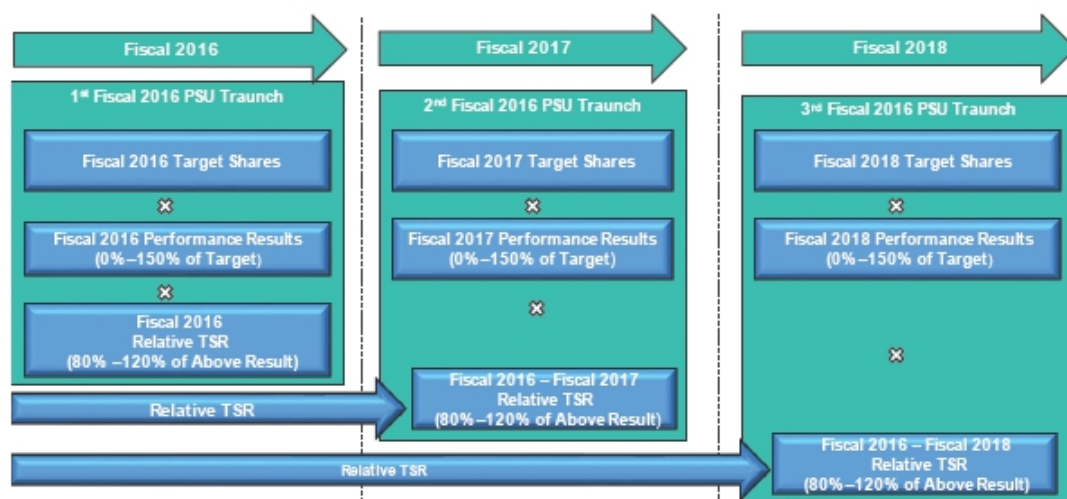 Fiscal 2016
1st Fiscal 2016 PSU Traunch
Fiscal 2016 Target Shares
Fiscal 2016 Performance Results
(0%–150% of Target)
Fiscal 2016
Relative TSR
(80% –120% of Above Result)
Fiscal 2017
2nd Fiscal 2016 PSU Traunch
Fiscal 2017 Target Shares
Fiscal 2017 Performance Results
(0%–150% of Target)
Fiscal 2016 – Fiscal 2017
Relative TSR
(80%–120% of Above Result)
Fiscal 2018
3rd Fiscal 2016 PSU Traunch
Fiscal 2018 Target Shares
Fiscal 2018 Performance Results
(0%–150% of Target)
Fiscal 2016 – Fiscal 2018
Relative TSR
(80%–120% of Above Result)
Relative TSR
Relative TSR